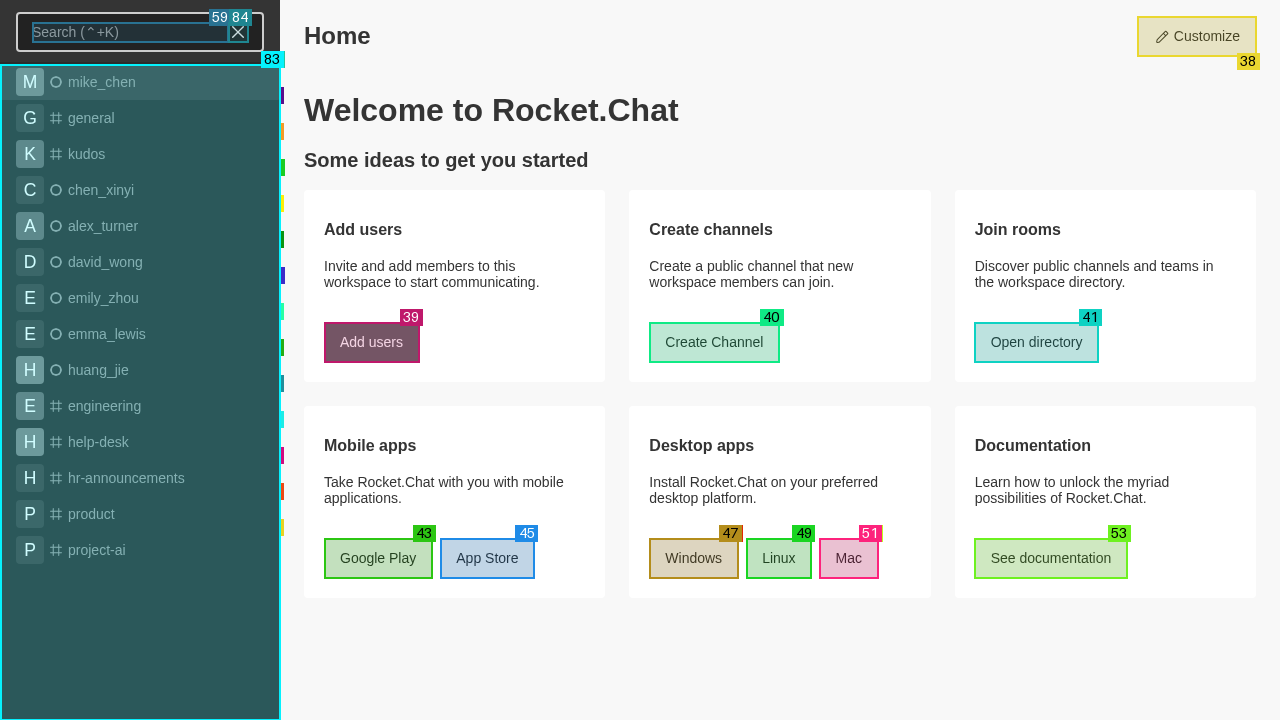 Search (⌃+K)
59 84
83
M mike_chen
G general
K kudos
C chen_xinyi
A alex_turner
D david_wong
E emily_zhou
E emma_lewis
H huang_jie
E engineering
H help-desk
H hr-announcements
P product
P project-ai
Home
Customize
38
Welcome to Rocket.Chat
Some ideas to get you started
Add users
Invite and add members to this
workspace to start communicating.
39
Add users
Create channels
Create a public channel that new
workspace members can join.
40
Create Channel
Join rooms
Discover public channels and teams in
the workspace directory.
41
Open directory
Mobile apps
Take Rocket.Chat with you with mobile
applications.
43 45
Google Play App Store
Desktop apps
Install Rocket.Chat on your preferred
desktop platform.
47 49 51
Windows Linux Mac
Documentation
Learn how to unlock the myriad
possibilities of Rocket.Chat.
53
See documentation